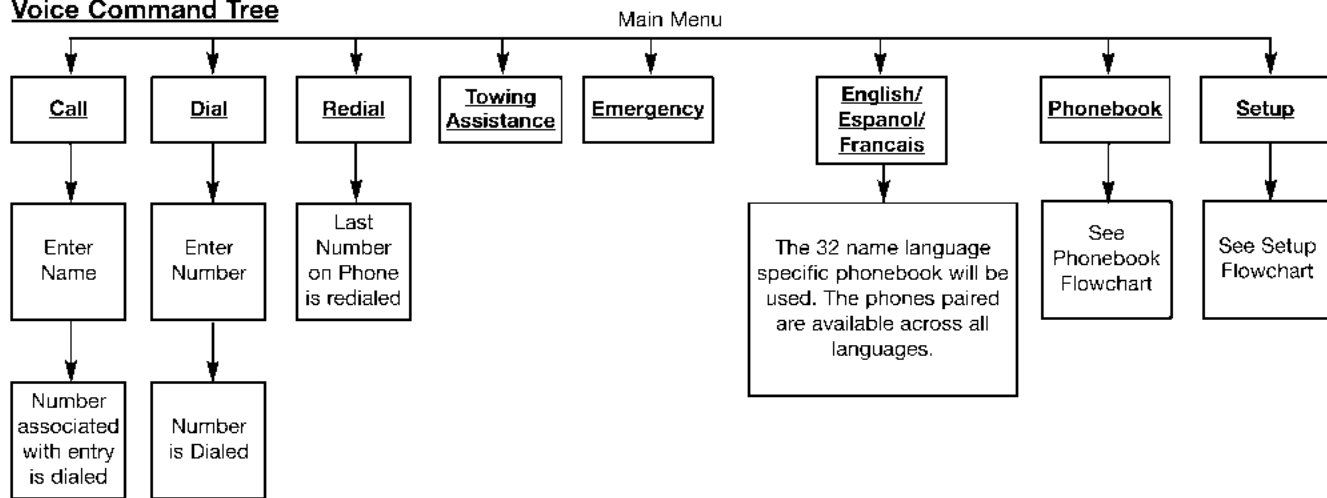 Voice Command Tree
Main Menu
Call
Dial
Redial
Towing
Assistance
Emergency
English/
Espanol/
Francais
Phonebook
Setup
Enter
Name
Enter
Number
Last
Number
on Phone
is redialed
The 32 name language
specific phonebook will be
used. The phones paired
are available across all
languages.
See
Phonebook
Flowchart
See Setup
Flowchart
Number
associated
with entry
is dialed
Number
is Dialed